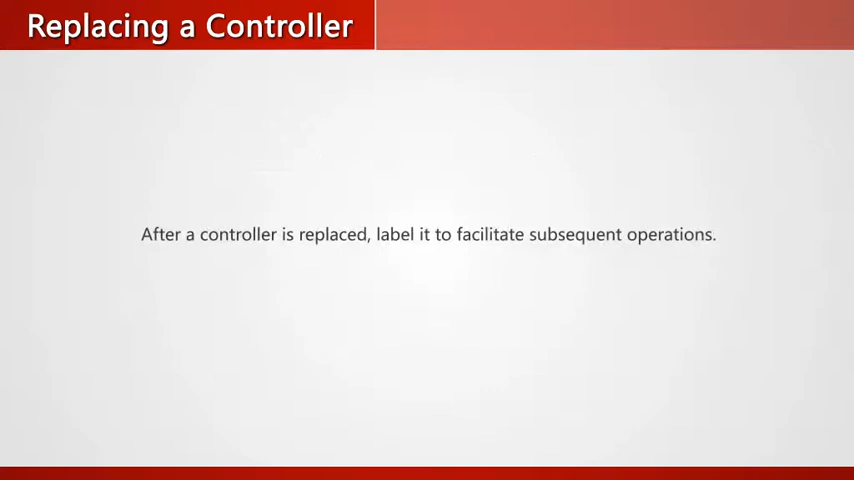 Replacing a Controller
After a controller is replaced, label it to facilitate subsequent operations.